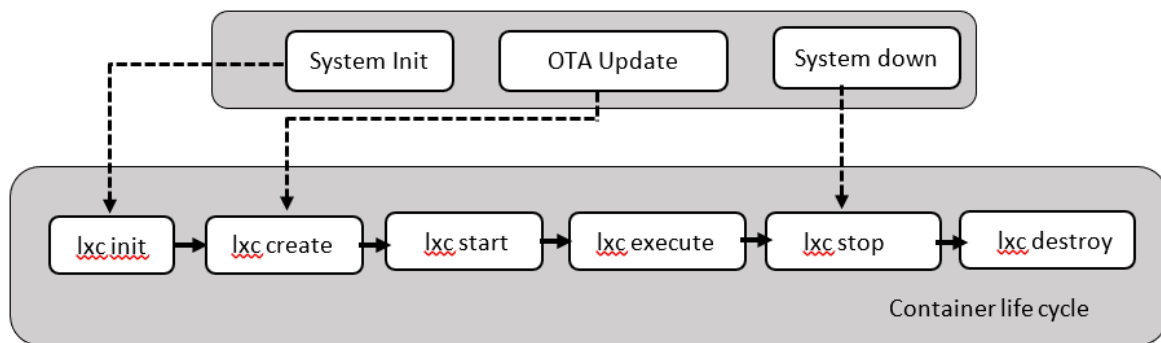 System Init
OTA Update
System down
lxc init
lxc create
lxc start
lxc execute
lxc stop
lxc destroy
Container life cycle